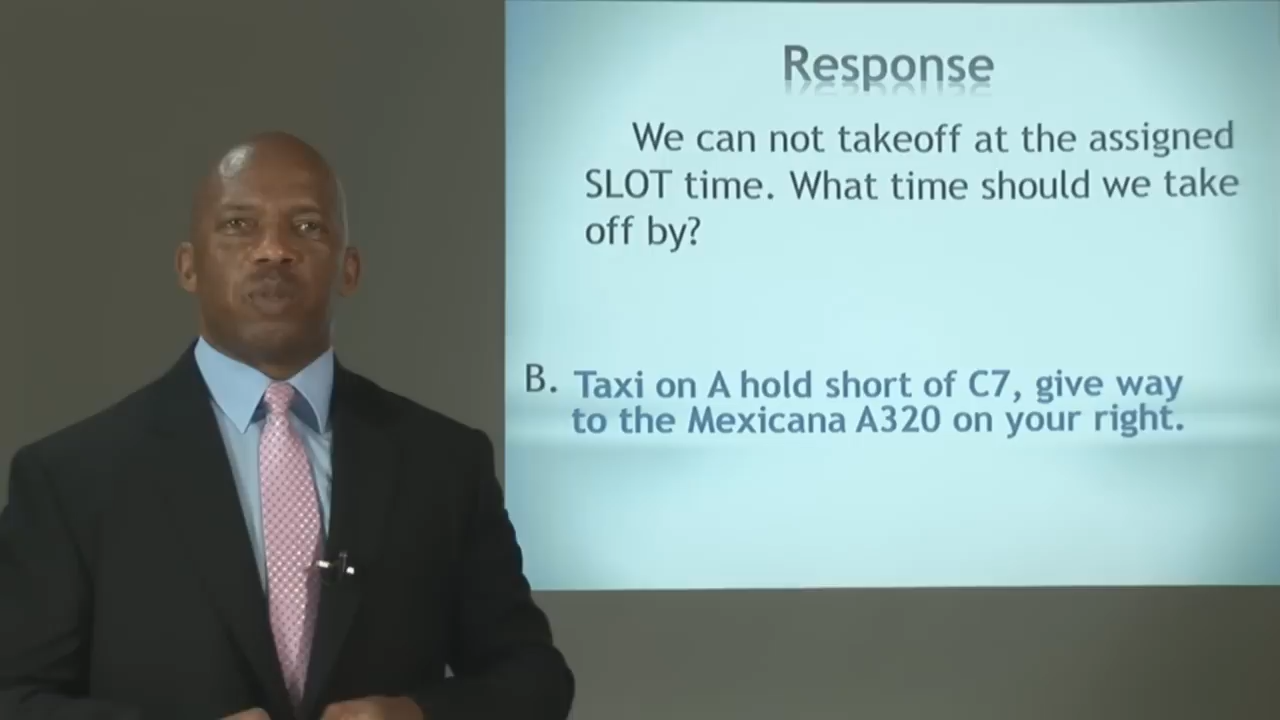 Response
We can not takeoff at the assigned
SLOT time. What time should we take
off by?
B. Taxi on A hold short of C7, give way
to the Mexicana A320 on your right.